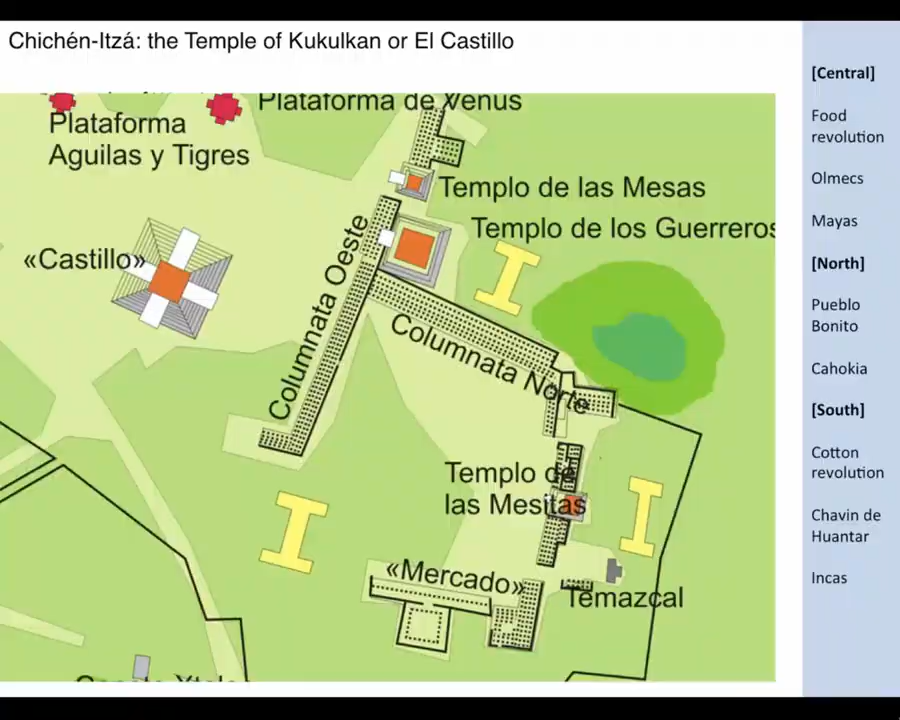 Chichén-Itzá: the Temple of Kukulkan or El Castillo
Plataforma de Venus
Plataforma
Aguilas y Tigres
Templo de las Mesas
Templo de los Guerreros
«Castillo»
Columnata Oeste
Columnata Norte
Templo de
las Mesitas
«Mercado»
Temazcal
[Central]
Food
revolution
Olmecs
Mayas
[North]
Pueblo
Bonito
Cahokia
[South]
Cotton
revolution
Chavin de
Huantar
Incas